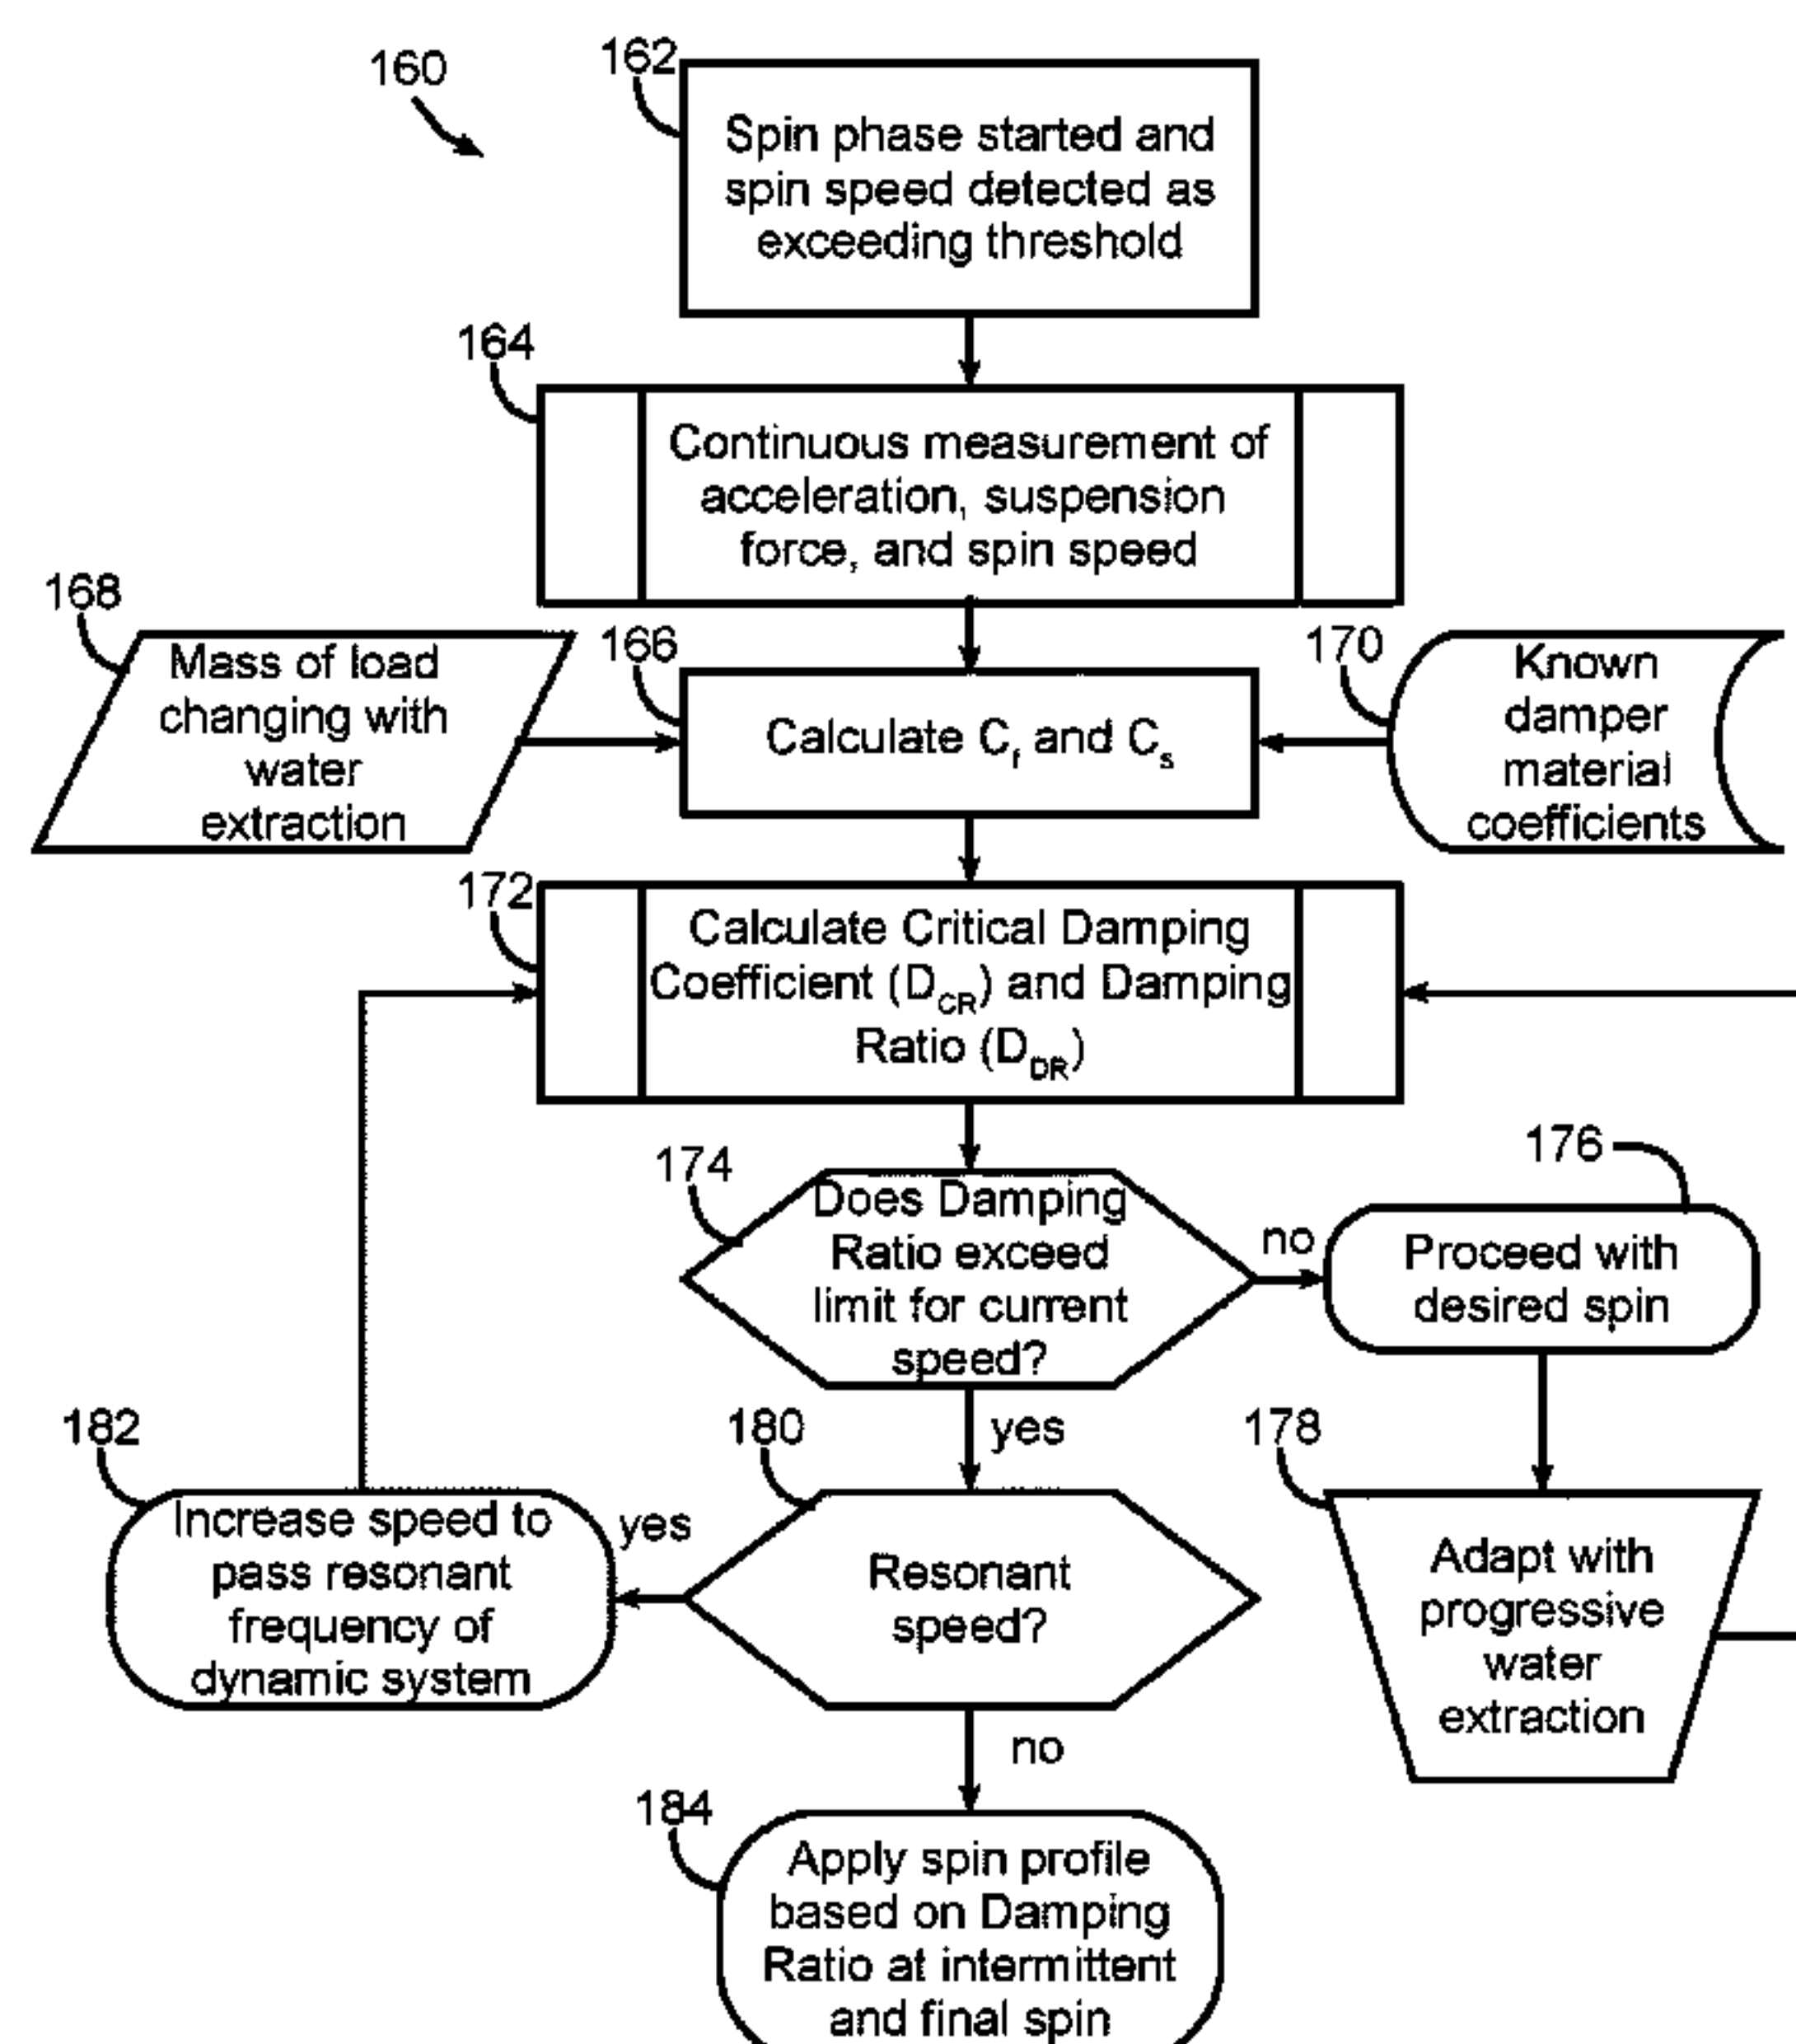 160
162
Spin phase started and
spin speed detected as
exceeding threshold
164
Continuous measurement of
acceleration, suspension
force, and spin speed
168
Mass of load
changing with
water
extraction
166
Calculate Cf and Cs
170
Known
damper
material
coefficients
172
Calculate Critical Damping
Coefficient (DCR) and Damping
Ratio (DDR)
174
Does Damping
Ratio exceed
limit for current
speed?
no
176
Proceed with
desired spin
yes
178
Adapt with
progressive
water
extraction
180
Resonant
speed?
yes
182
Increase speed to
pass resonant
frequency of
dynamic system
no
184
Apply spin profile
based on Damping
Ratio at intermittent
and final spin